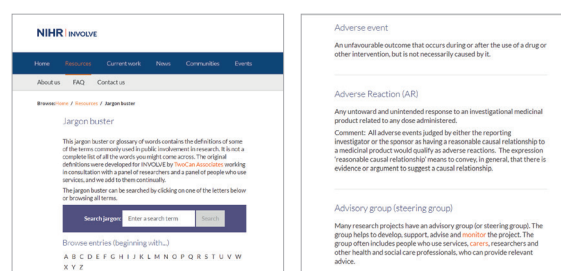 NIHR | INVOLVE
Home Resources Current work News Communities Events
About us FAQ Contact us
Browse: Home / Resources / Jargon buster
Jargon buster
This jargon buster or glossary of words contains the definitions of some
of the terms commonly used in public involvement in research. It is not a
complete list of all the words you might come across. The original
definitions were developed for INVOLVE by TwoCan Associates working
in consultation with a panel of researchers and a panel of people who use
services, and we add to them continually.
The jargon buster can be searched by clicking on one of the letters below
or browsing all terms.
Search jargon: Enter a search term Search
Browse entries (beginning with...)
A B C D E F G H I J K L M N O P Q R S T U V W
X Y Z
Adverse event
An unfavourable outcome that occurs during or after the use of a drug or
other intervention, but is not necessarily caused by it.
Adverse Reaction (AR)
Any untoward and unintended response to an investigational medicinal
product related to any dose administered.
Comment: All adverse events judged by either the reporting
investigator or the sponsor as having a reasonable causal relationship to
a medicinal product would qualify as adverse reactions. The expression
'reasonable causal relationship' means to convey, in general, that there is
evidence or argument to suggest a causal relationship.
Advisory group (steering group)
Many research projects have an advisory group (or steering group). The
group helps to develop, support, advise and monitor the project. The
group often includes people who use services, carers, researchers and
other health and social care professionals, who can provide relevant
advice.